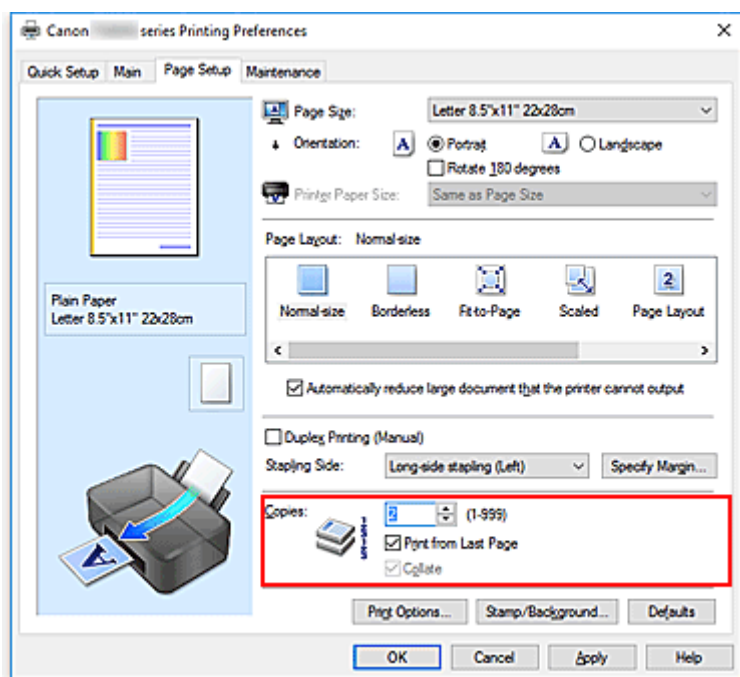 Canon series Printing Preferences
Quick Setup Main Page Setup Maintenance
Page Size: Letter 8.5"x11" 22x28cm
Orientation: A Portrait A Landscape
Rotate 180 degrees
Printer Paper Size: Same as Page Size
Page Layout: Normal-size
2
Normal-size Borderless Fit-to-Page Scaled Page Layout
Plain Paper
Letter 8.5"x11" 22x28cm
Automatically reduce large document that the printer cannot output
Duplex Printing (Manual)
Stapling Side: Long-side stapling (Left) Specify Margin...
Copies: 2 (1-999)
Print from Last Page
Collate
A
Print Options... Stamp/Background... Defaults
OK Cancel Apply Help